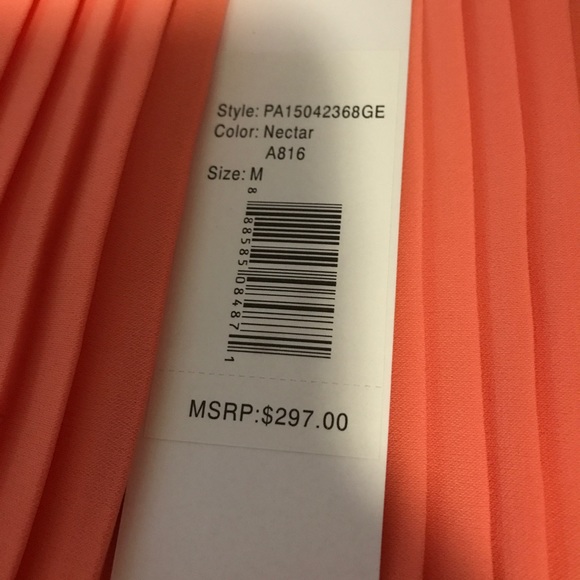 Style: PA15042368GE
Color: Nectar
A816
Size: M
8 88585 08487 1
MSRP:$297.00